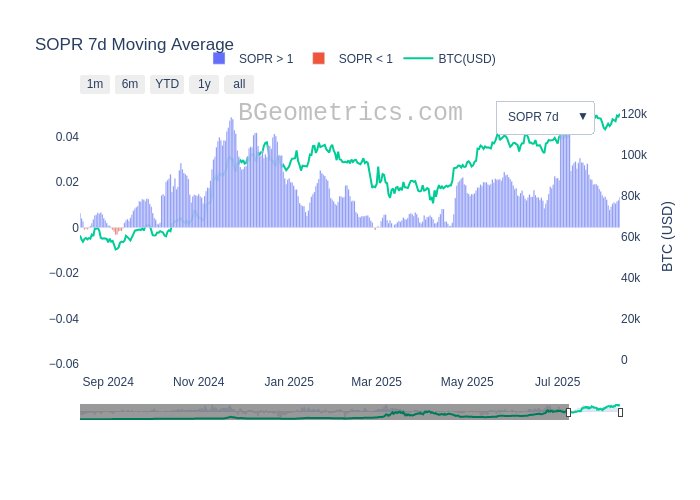 SOPR 7d Moving Average
SOPR > 1 SOPR < 1 BTC(USD)
1m 6m YTD 1y all
BGeometrics.com
SOPR 7d ▼
0.04
0.02
0
−0.02
−0.04
−0.06
120k
100k
80k
60k
40k
20k
0
BTC (USD)
Sep 2024 Nov 2024 Jan 2025 Mar 2025 May 2025 Jul 2025